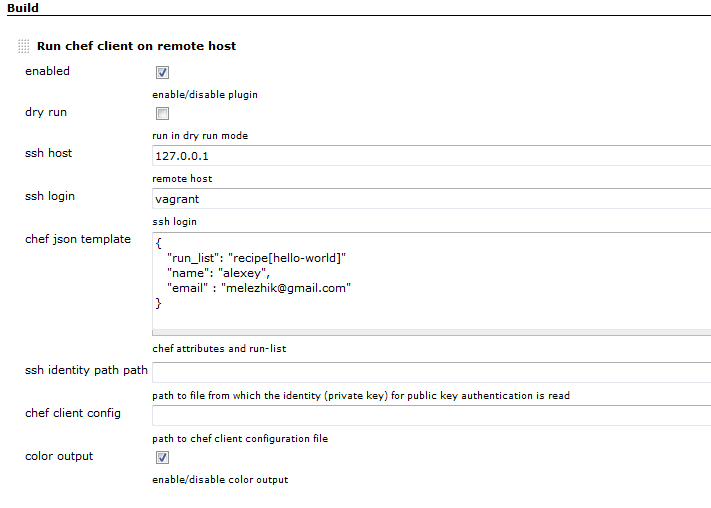 Build
Run chef client on remote host
enabled
enable/disable plugin
dry run
run in dry run mode
ssh host
127.0.0.1
remote host
ssh login
vagrant
ssh login
chef json template
{
"run_list": "recipe[hello-world]"
"name": "alexey",
"email" : "melezhik@gmail.com"
}
chef attributes and run-list
ssh identity path path
path to file from which the identity (private key) for public key authentication is read
chef client config
path to chef client configuration file
color output
enable/disable color output